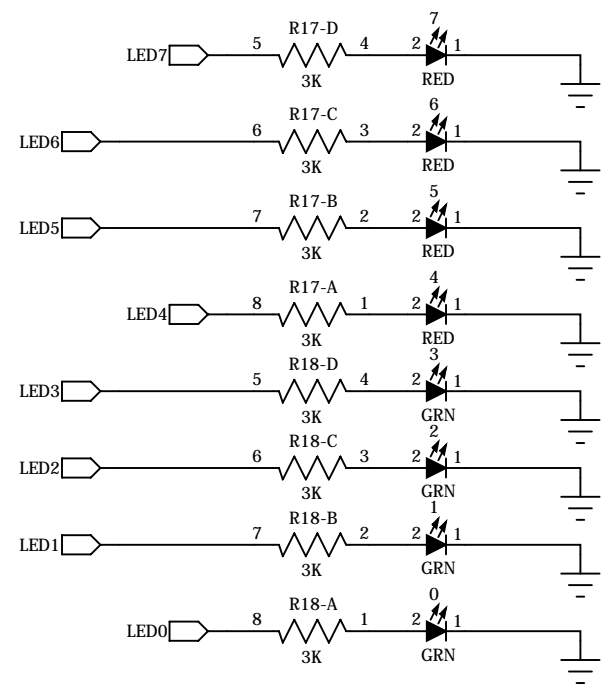 7
R17-D
LED7 5 4 2 1
3K RED
6
R17-C
LED6 6 3 2 1
3K RED
5
R17-B
LED5 7 2 2 1
3K RED
4
R17-A
LED4 8 1 2 1
3K RED
3
R18-D
LED3 5 4 2 1
3K GRN
2
R18-C
LED2 6 3 2 1
3K GRN
1
R18-B
LED1 7 2 2 1
3K GRN
0
R18-A
LED0 8 1 2 1
3K GRN